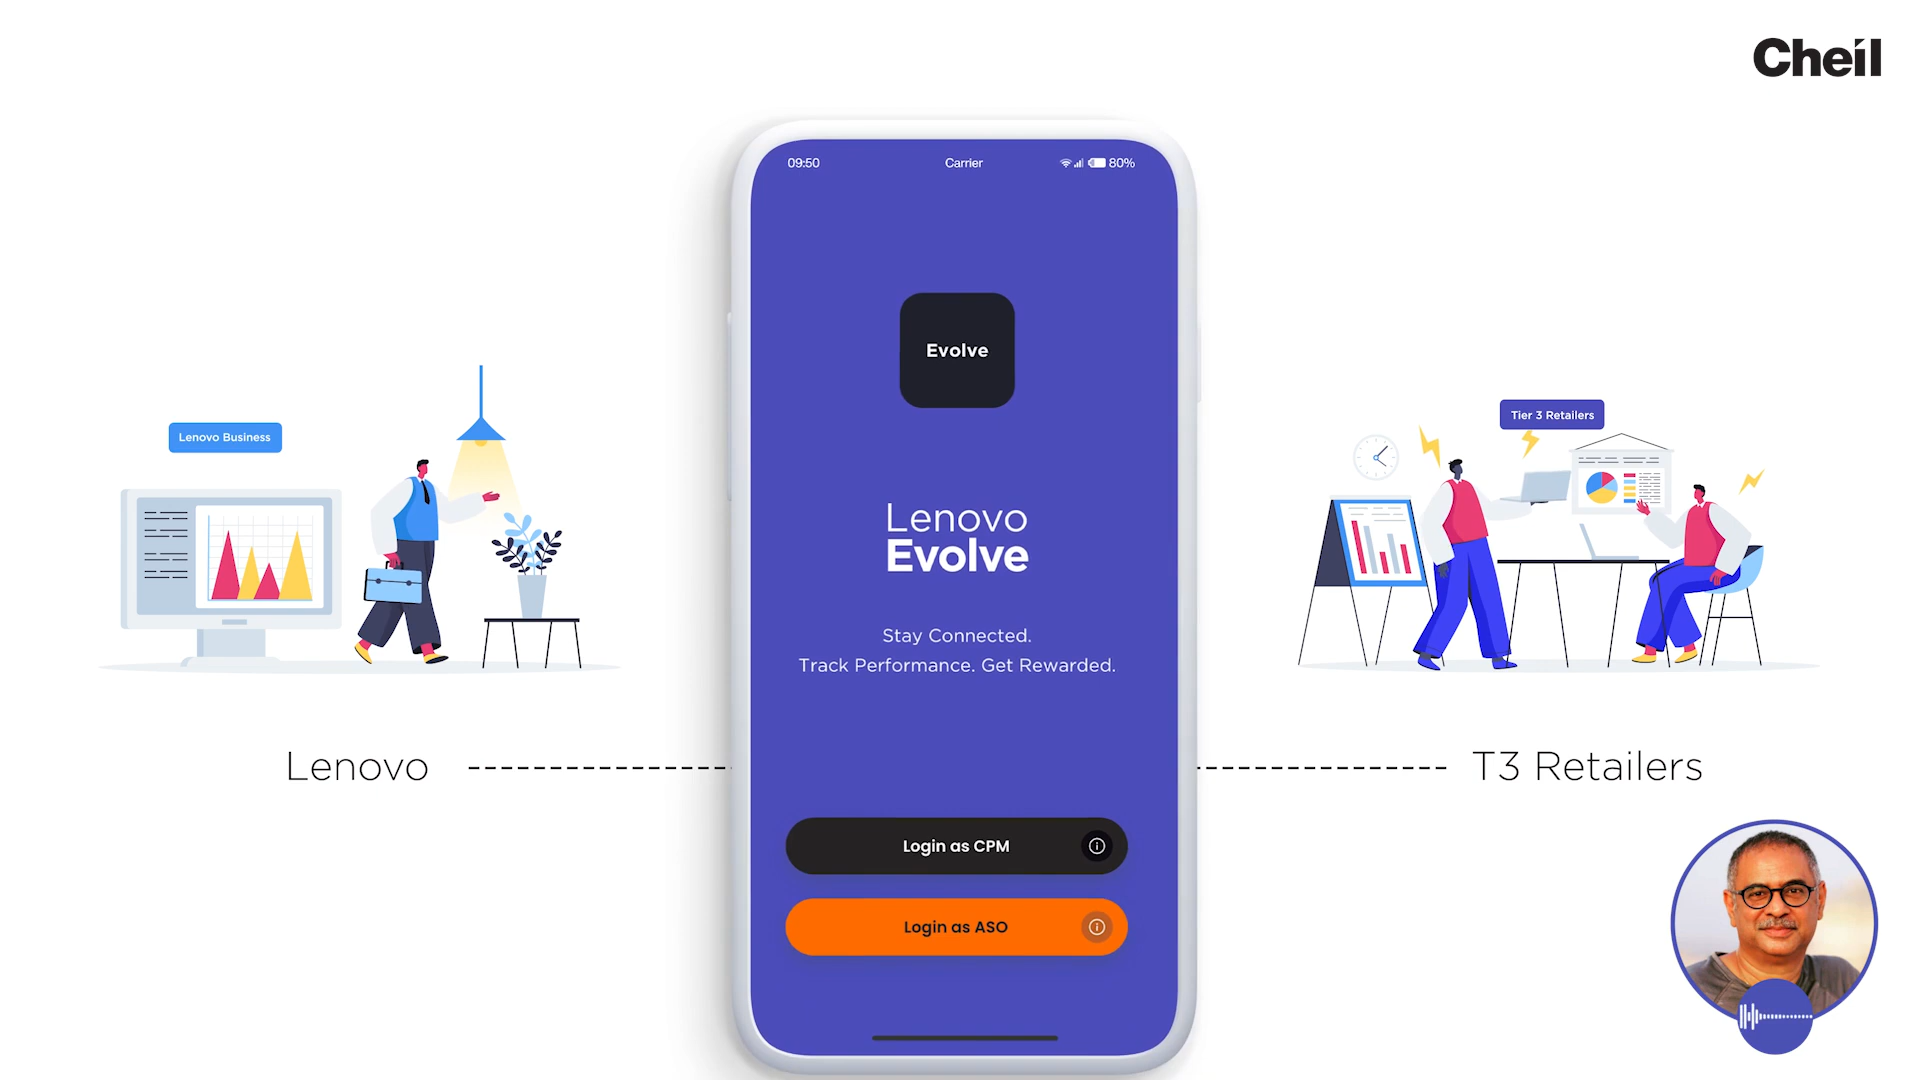 Cheil
09:50 Carrier 80%
Evolve
Lenovo
Evolve
Stay Connected.
Track Performance. Get Rewarded.
Lenovo Business
Tier 3 Retailers
Lenovo
T3 Retailers
Login as CPM
Login as ASO